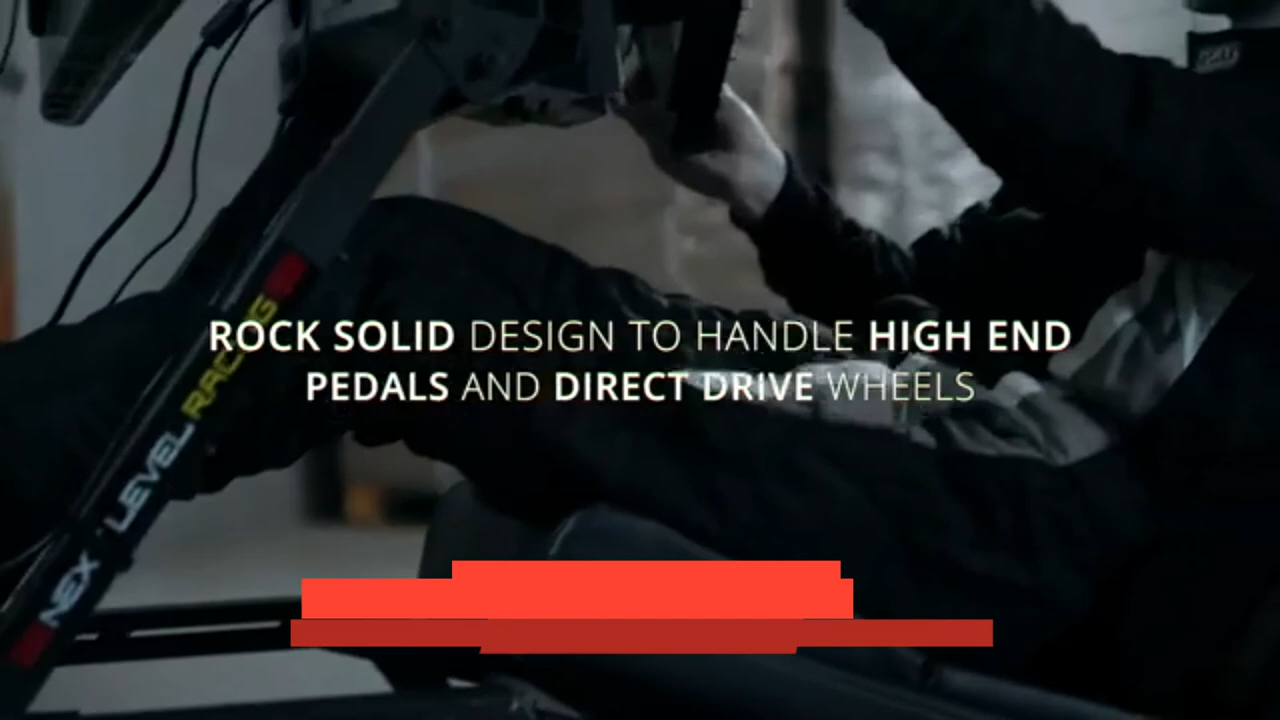 ROCK SOLID DESIGN TO HANDLE HIGH END
PEDALS AND DIRECT DRIVE WHEELS
NEXT LEVEL RACING